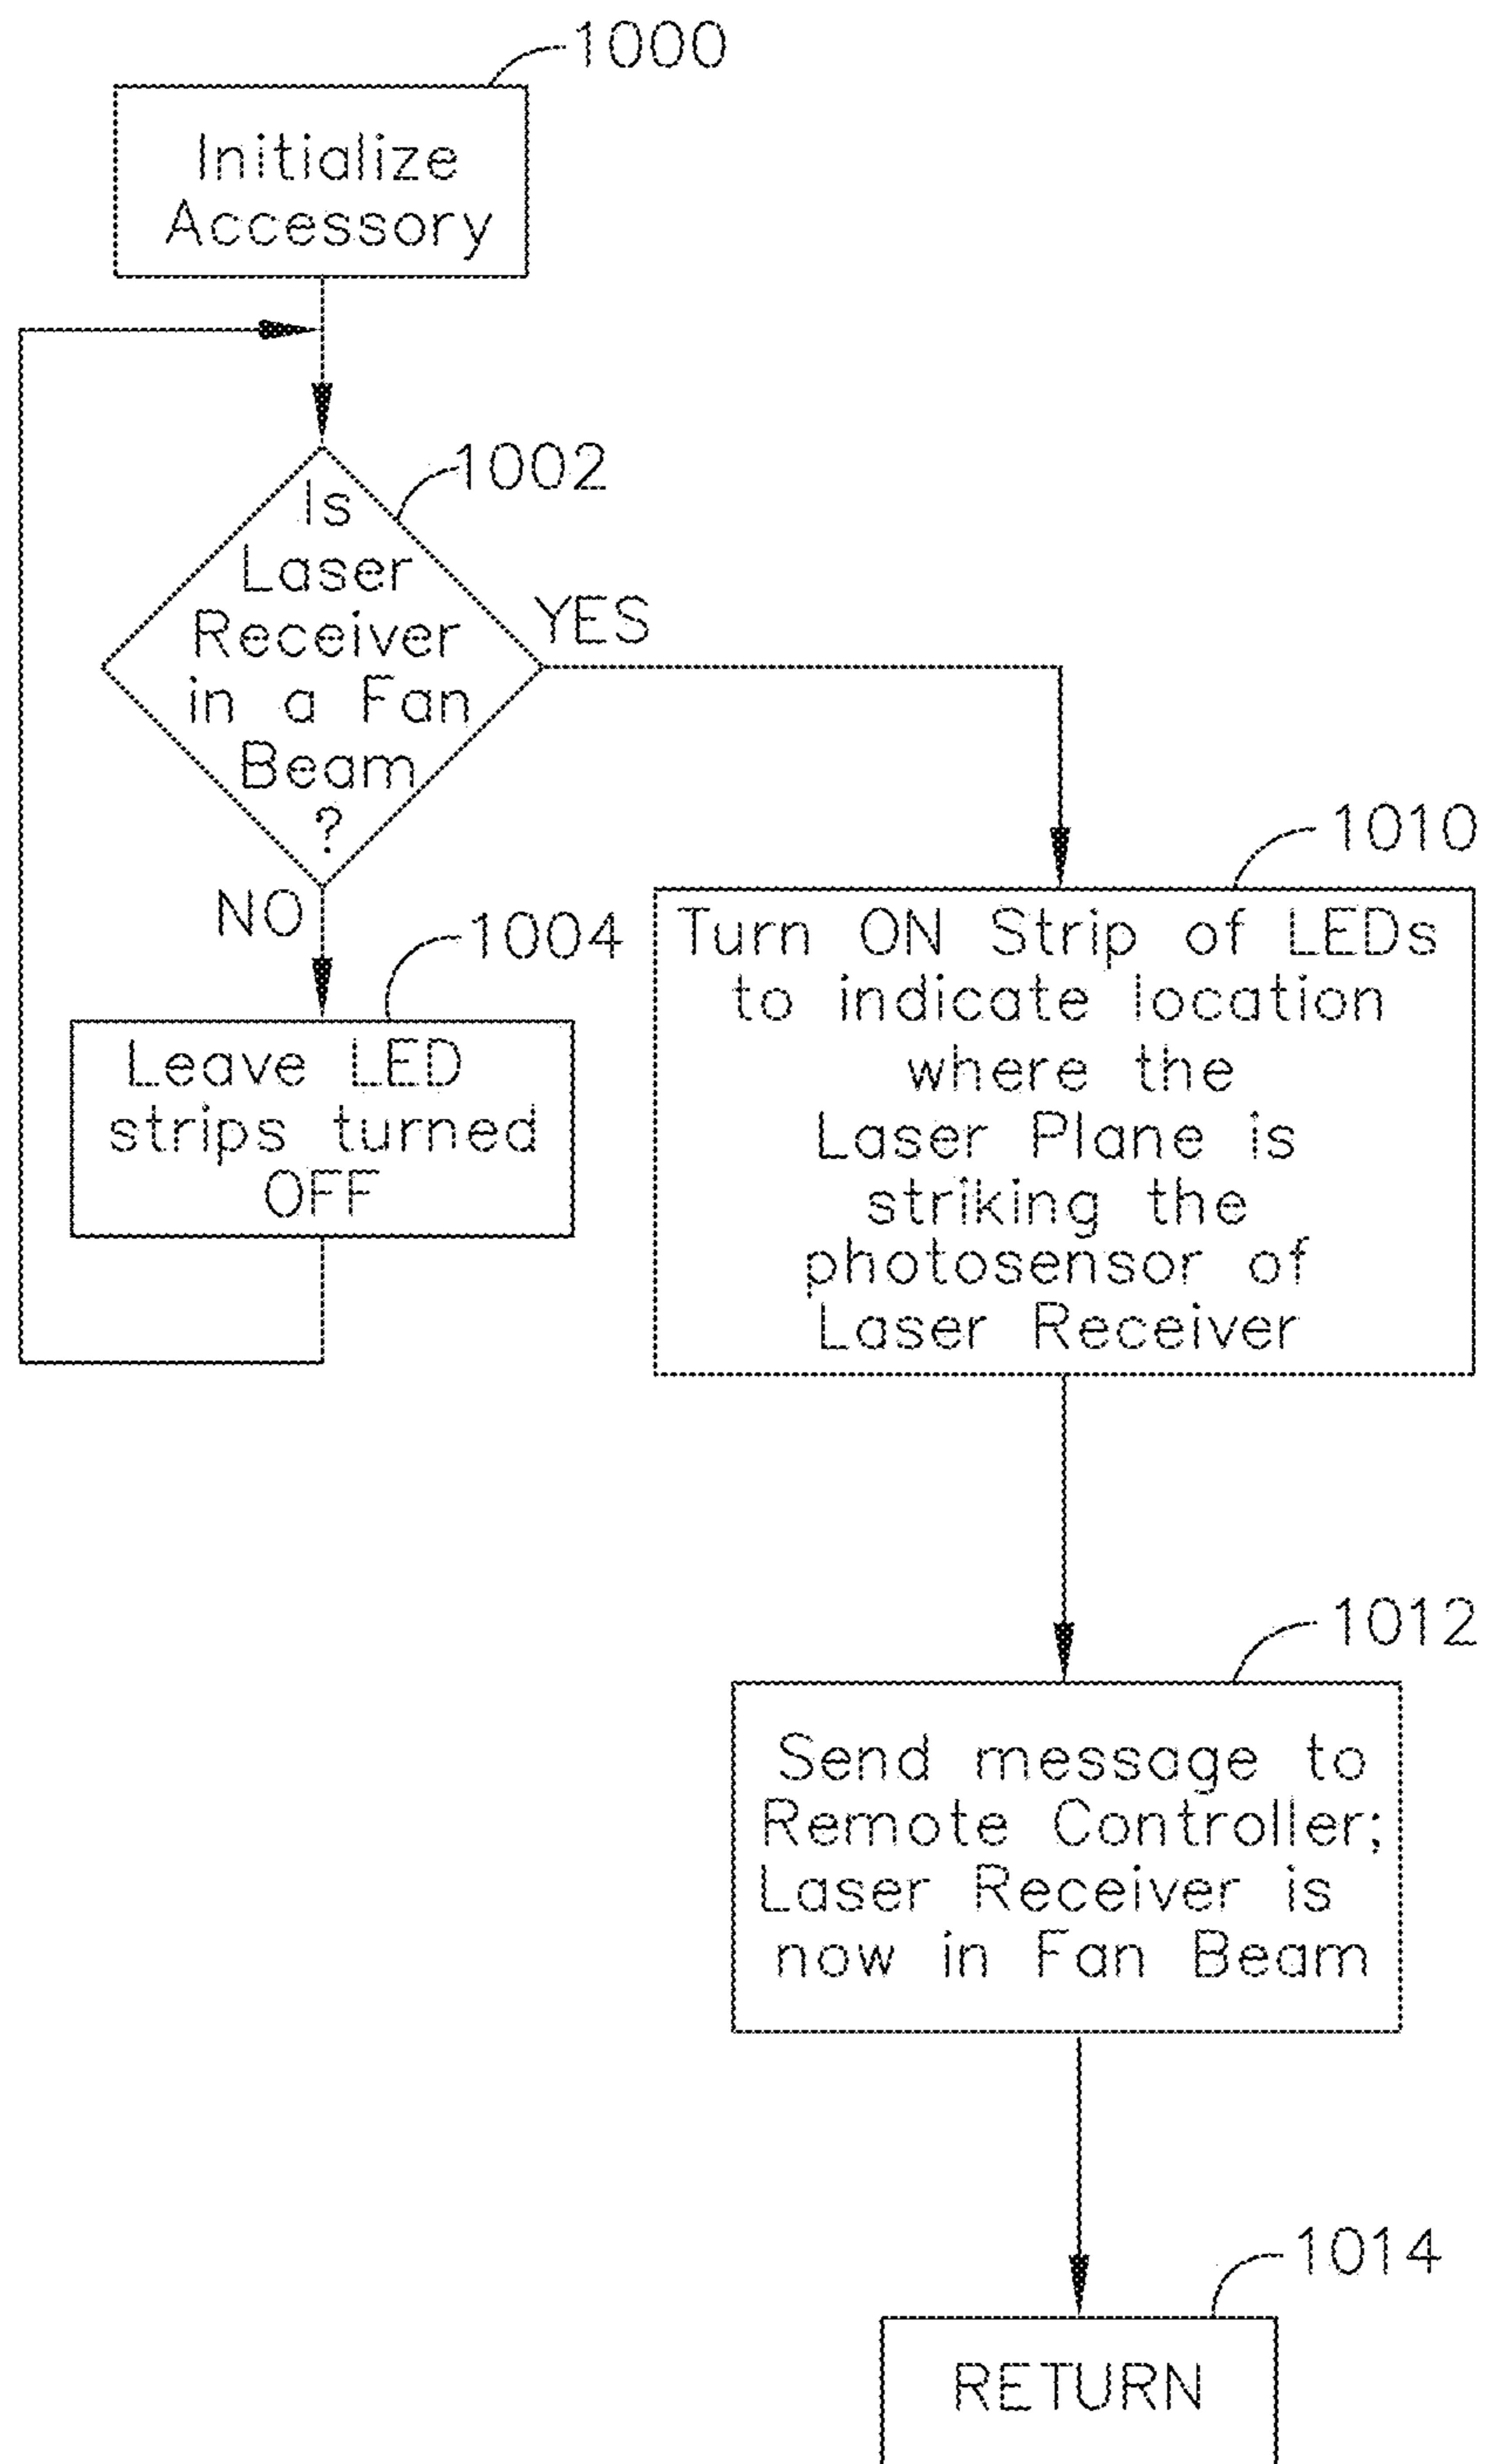 1000
Initialize
Accessory
1002
Is
Laser
Receiver
in a Fan
Beam
?
YES
NO
1004
Leave LED
strips turned
OFF
1010
Turn ON Strip of LEDs
to indicate location
where the
Laser Plane is
striking the
photosensor of
Laser Receiver
1012
Send message to
Remote Controller;
Laser Receiver is
now in Fan Beam
1014
RETURN